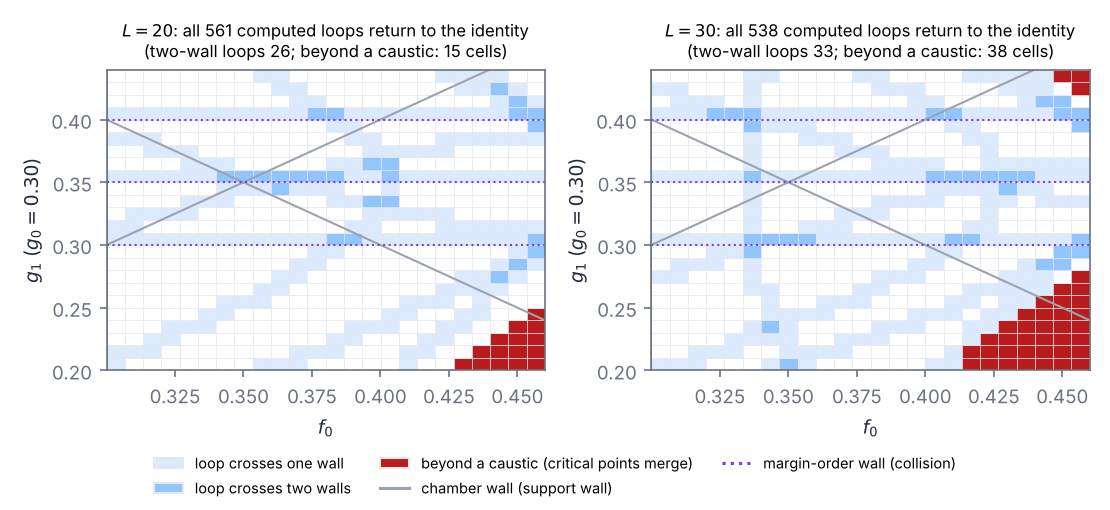 L = 20: all 561 computed loops return to the identity
(two-wall loops 26; beyond a caustic: 15 cells)
L = 30: all 538 computed loops return to the identity
(two-wall loops 33; beyond a caustic: 38 cells)
g₁ (g₀ = 0.30)
0.40
0.35
0.30
0.25
0.20
0.325 0.350 0.375 0.400 0.425 0.450
f₀
g₁ (g₀ = 0.30)
0.40
0.35
0.30
0.25
0.20
0.325 0.350 0.375 0.400 0.425 0.450
f₀
loop crosses one wall
loop crosses two walls
beyond a caustic (critical points merge)
chamber wall (support wall)
margin-order wall (collision)